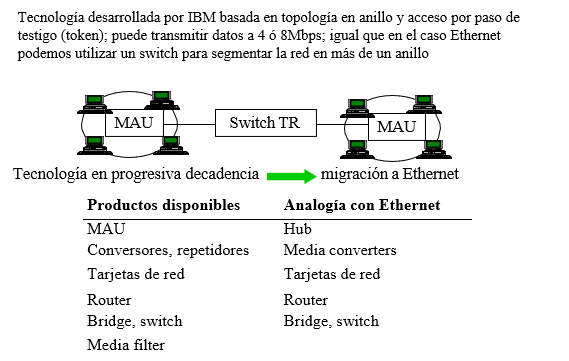 Tecnología desarrollada por IBM basada en topología en anillo y acceso por paso de
testigo (token); puede transmitir datos a 4 ó 8Mbps; igual que en el caso Ethernet
podemos utilizar un switch para segmentar la red en más de un anillo
MAU Switch TR MAU
Tecnología en progresiva decadencia migración a Ethernet
Productos disponibles Analogía con Ethernet
MAU Hub
Conversores, repetidores Media converters
Tarjetas de red Tarjetas de red
Router Router
Bridge, switch Bridge, switch
Media filter